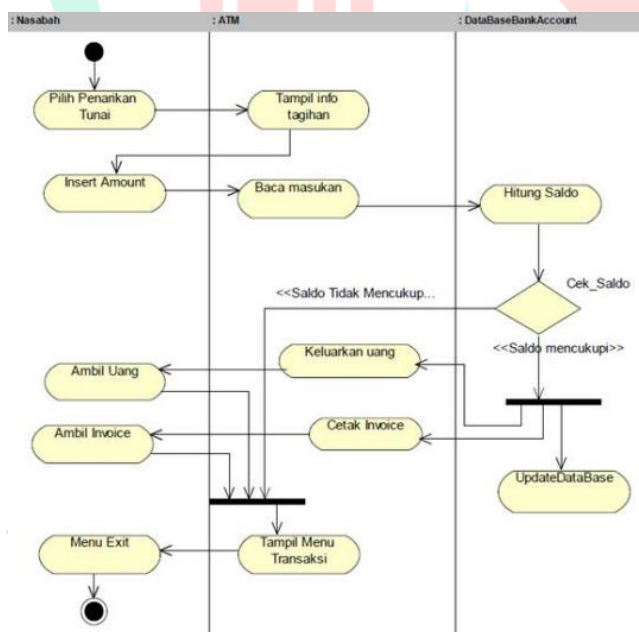 : Nasabah
: ATM
: DataBaseBankAccount
Pilih Penarikan
Tunai
Tampil info
tagihan
Insert Amount
Baca masukan
Hitung Saldo
Cek_Saldo
<<Saldo Tidak Mencukup...
<<Saldo mencukupi>>
Keluarkan uang
Ambil Uang
Cetak Invoice
Ambil Invoice
UpdateDataBase
Menu Exit
Tampil Menu
Transaksi